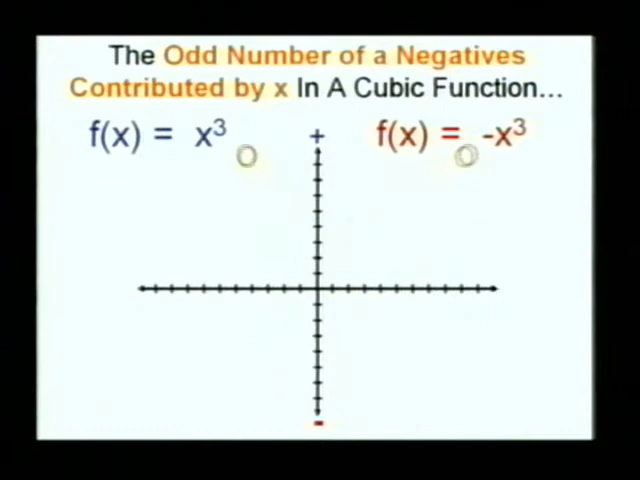 The Odd Number of a Negatives
Contributed by x In A Cubic Function...
f(x) = x³ + f(x) = -x³
O O
-